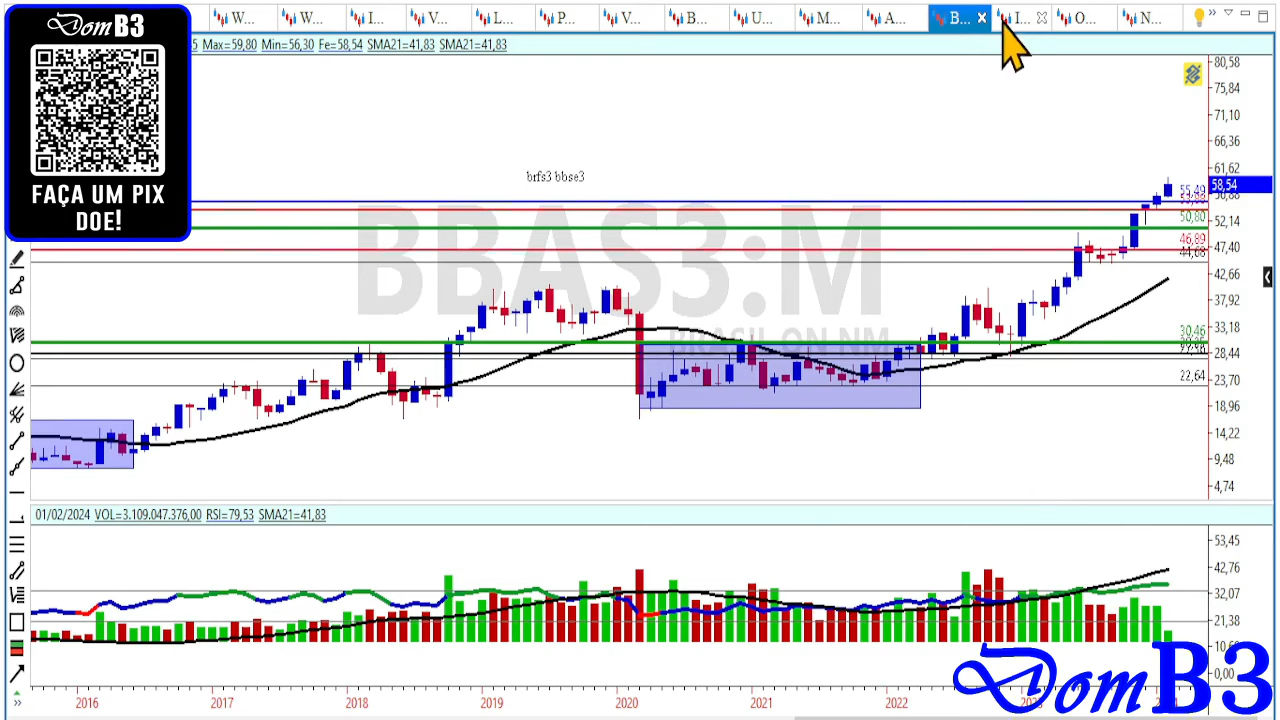 DomB3
FAÇA UM PIX
DOE!
W...
W...
I...
V...
L...
P...
V...
B...
U...
M...
A...
B...
I...
O...
N...
Max=59,80 Min=56,30 Fe=58,54 SMA21=41,83 SMA21=41,83
brfs3 bbse3
BBAS3:M
BRASIL ON NM
80,58
75,84
71,10
66,36
61,62
58,54
55,49
52,14
50,80
47,40
46,89
44,68
42,66
37,92
33,18
30,46
28,44
23,70
22,64
18,96
14,22
9,48
4,74
01/02/2024 VOL=3.109.047.376,00 RSI=79,53 SMA21=41,83
53,45
42,76
32,07
21,38
0,00
2016
2017
2018
2019
2020
2021
2022
DomB3